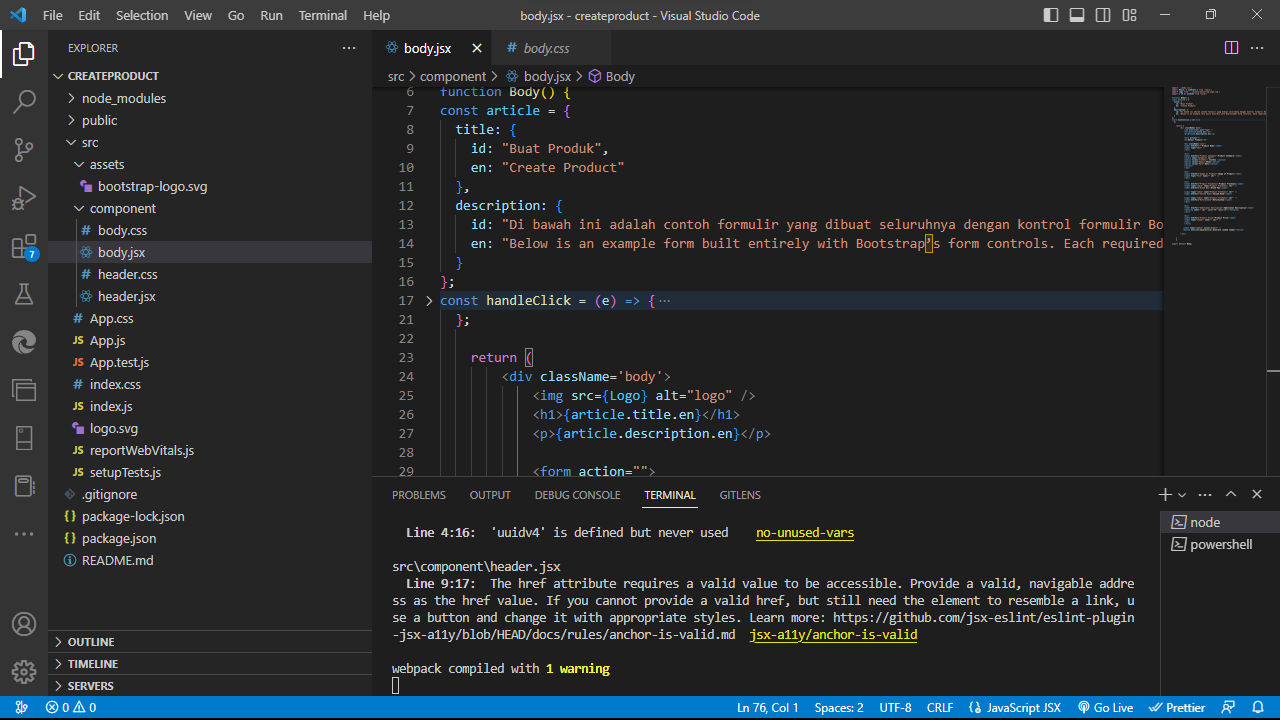 File Edit Selection View Go Run Terminal Help
body.jsx - createproduct - Visual Studio Code
EXPLORER
CREATEPRODUCT
node_modules
public
src
assets
bootstrap-logo.svg
component
# body.css
body.jsx
# header.css
header.jsx
# App.css
JS App.js
JS App.test.js
# index.css
JS index.js
logo.svg
JS reportWebVitals.js
JS setupTests.js
.gitignore
{} package-lock.json
{} package.json
README.md
OUTLINE
TIMELINE
SERVERS
7
body.jsx
# body.css
src > component > body.jsx > Body
6 function Body() {
7 const article = {
8 title: {
9 id: "Buat Produk",
10 en: "Create Product"
11 },
12 description: {
13 id: "Di bawah ini adalah contoh formulir yang dibuat seluruhnya dengan kontrol formulir Bo
14 en: "Below is an example form built entirely with Bootstrap’s form controls. Each required
15 }
16 };
17 const handleClick = (e) => {···
21 };
22
23 return (
24 <div className='body'>
25 <img src={Logo} alt="logo" />
26 <h1>{article.title.en}</h1>
27 <p>{article.description.en}</p>
28
29 <form action="">
PROBLEMS OUTPUT DEBUG CONSOLE TERMINAL GITLENS
Line 4:16: 'uuidv4' is defined but never used no-unused-vars
src\component\header.jsx
Line 9:17: The href attribute requires a valid value to be accessible. Provide a valid, navigable addre
ss as the href value. If you cannot provide a valid href, but still need the element to resemble a link, u
se a button and change it with appropriate styles. Learn more: https://github.com/jsx-eslint/eslint-plugin
-jsx-a11y/blob/HEAD/docs/rules/anchor-is-valid.md jsx-a11y/anchor-is-valid
webpack compiled with 1 warning
node
powershell
0 0
Ln 76, Col 1 Spaces: 2 UTF-8 CRLF JavaScript JSX Go Live Prettier